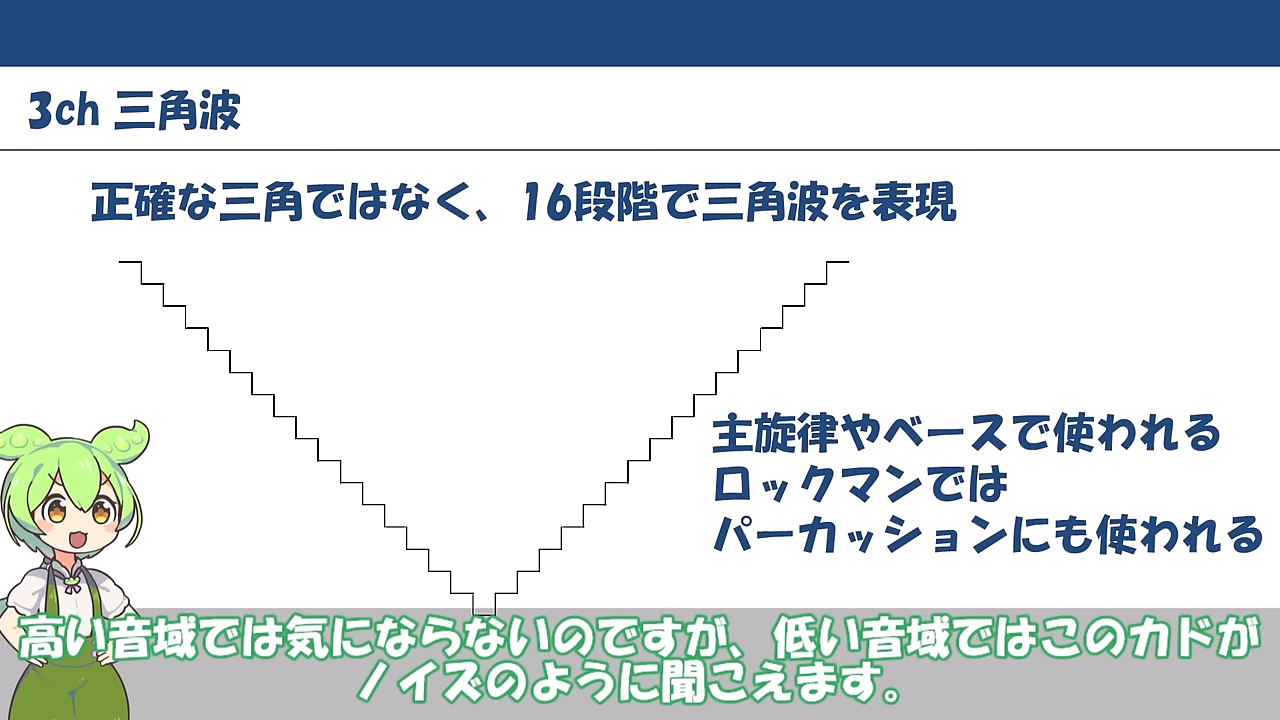 3ch 三角波
正確な三角ではなく、16段階で三角波を表現
主旋律やベースで使われる
ロックマンでは
パーカッションにも使われる
高い音域では気にならないのですが、低い音域ではこのカドが
ノイズのように聞こえます。